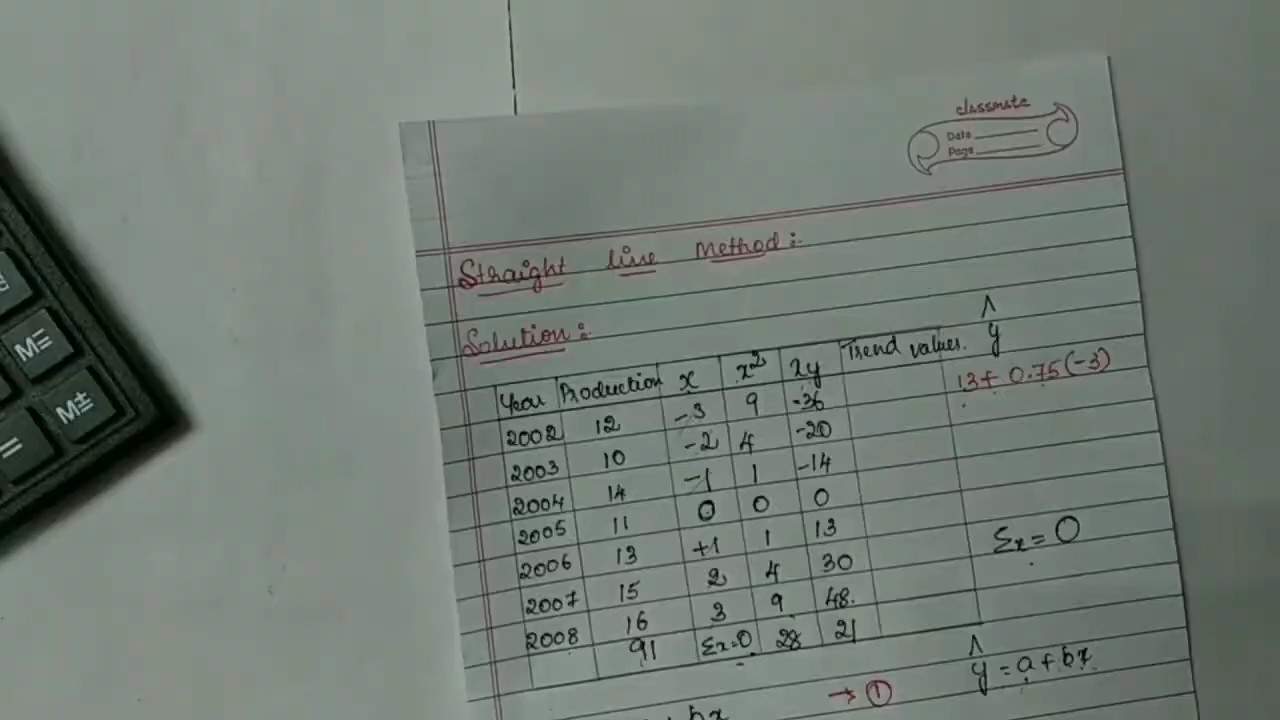 classmate
Date
Page
Straight line Method:
Solution:
Year Production x x² xy Trend values. ŷ
2002 12 -3 9 -36 13+ 0.75(-3)
2003 10 -2 4 -20
2004 14 -1 1 -14
2005 11 0 0 0
2006 13 +1 1 13 Σx = 0
2007 15 2 4 30
2008 16 3 9 48.
91 Σx=0 28 21
ŷ = a + bx
bx → ①
M=
M±
=